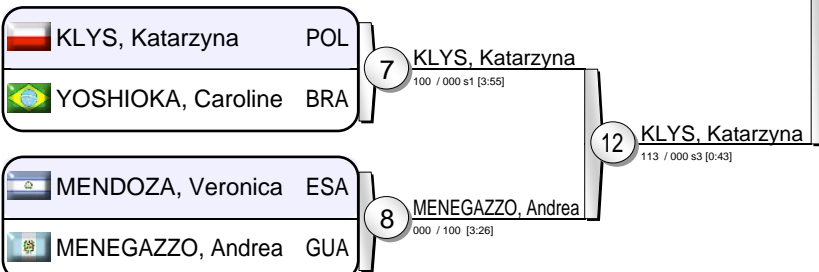 KLYS, Katarzyna POL
YOSHIOKA, Caroline BRA
7
KLYS, Katarzyna
100 / 000 s1 [3:55]
12
KLYS, Katarzyna
113 / 000 s3 [0:43]
MENDOZA, Veronica ESA
MENEGAZZO, Andrea GUA
8
MENEGAZZO, Andrea
000 / 100 [3:26]